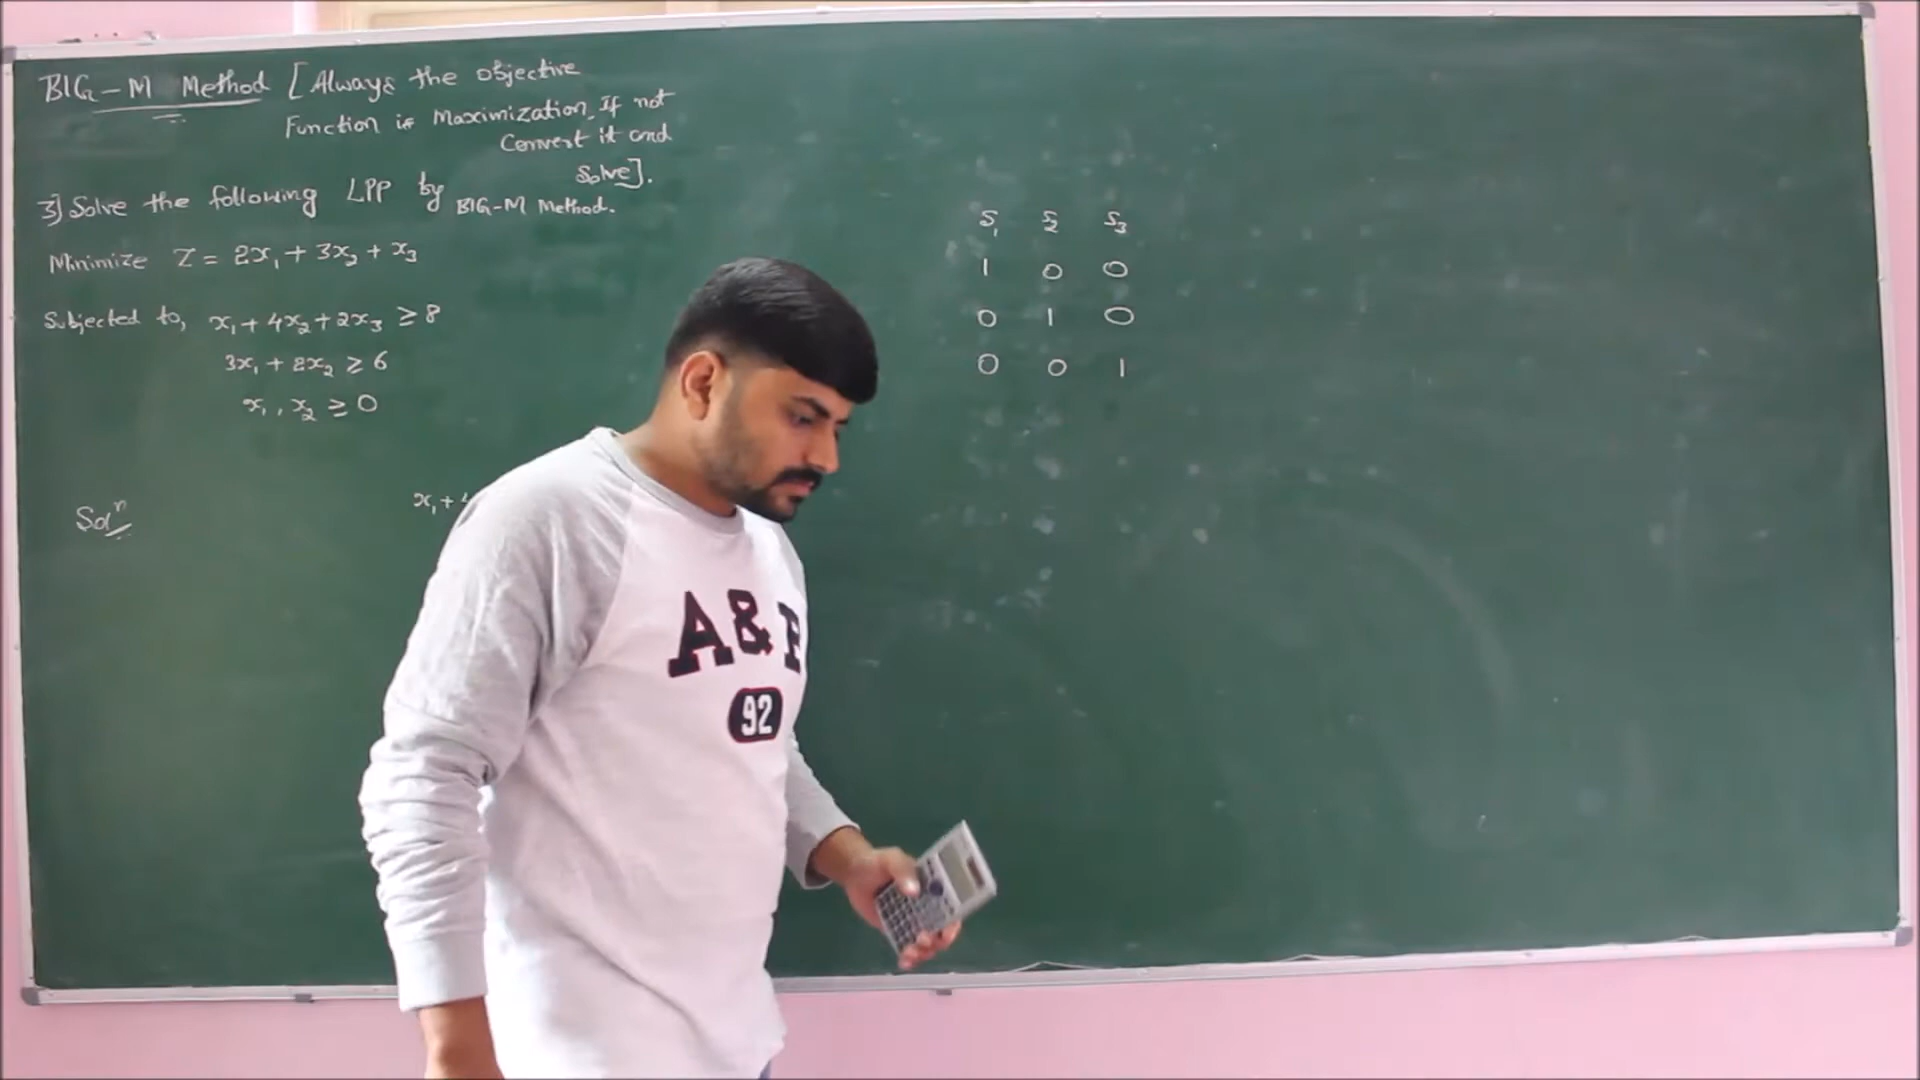 BIG-M Method [Always the objective
Function is Maximization. If not
Convert it and
Solve].
3] Solve the following LPP by BIG-M Method.
Minimize Z = 2x₁ + 3x₂ + x₃
Subjected to, x₁ + 4x₂ + 2x₃ ≥ 8
3x₁ + 2x₂ ≥ 6
x₁, x₂ ≥ 0
Solⁿ
x₁ +
S₁ S₂ S₃
1 0 0
0 1 0
0 0 1
A&
92